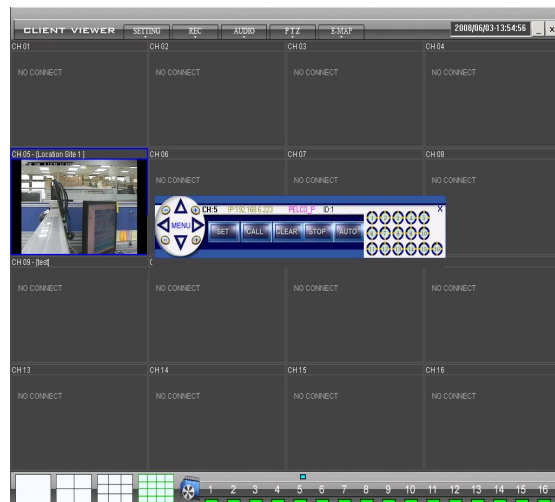 CLIENT VIEWER SETTING REC AUDIO PTZ E-MAP 2008/06/03-13:54:56 _ x
CH 01 CH 02 CH 03 CH 04
NO CONNECT NO CONNECT NO CONNECT NO CONNECT
CH 05 - [Location Site 1 ] CH 06 CH 07 CH 08
NO CONNECT NO CONNECT NO CONNECT
CH:5 IP:192.168.6.223 PELCO_P ID:1 X
MENU SET CALL CLEAR STOP AUTO
CH 09 - [test]
NO CONNECT NO CONNECT NO CONNECT NO CONNECT
CH 13 CH 14 CH 15 CH 16
NO CONNECT NO CONNECT NO CONNECT NO CONNECT
1 2 3 4 5 6 7 8 9 10 11 12 13 14 15 16